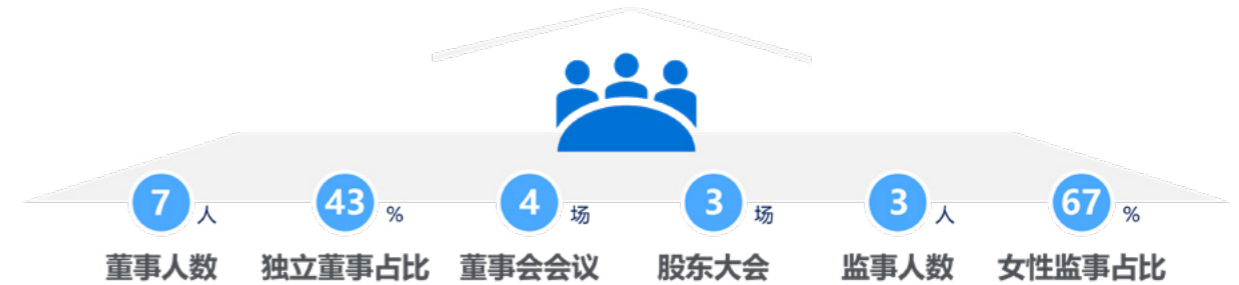 7 人 43 % 4 场 3 场 3 人 67 %
董事人数 独立董事占比 董事会会议 股东大会 监事人数 女性监事占比